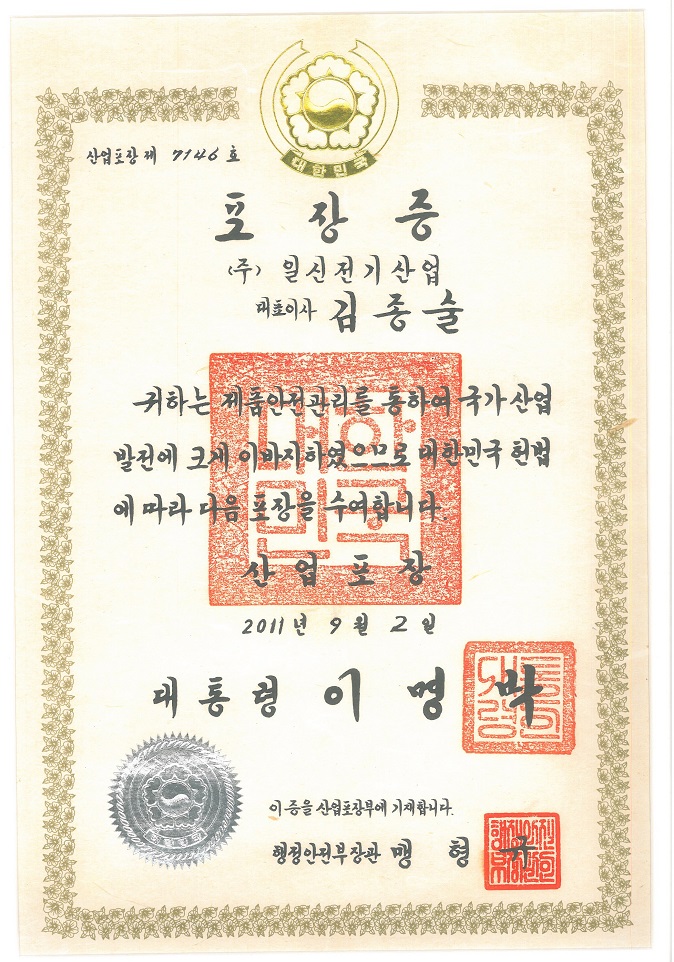 대한민국
산업포장 제 7146 호
포장증
(주) 일신전기산업
대표이사 김종술
귀하는 제품안전관리를 통하여 국가산업
발전에 크게 이바지하였으므로 대한민국 헌법
에 따라 다음 포장을 수여합니다.
대한
민국
산업포장
2011년 9월 2일
대통령 이명박
이 증을 산업포장부에 기재합니다.
행정안전부장관 맹형규